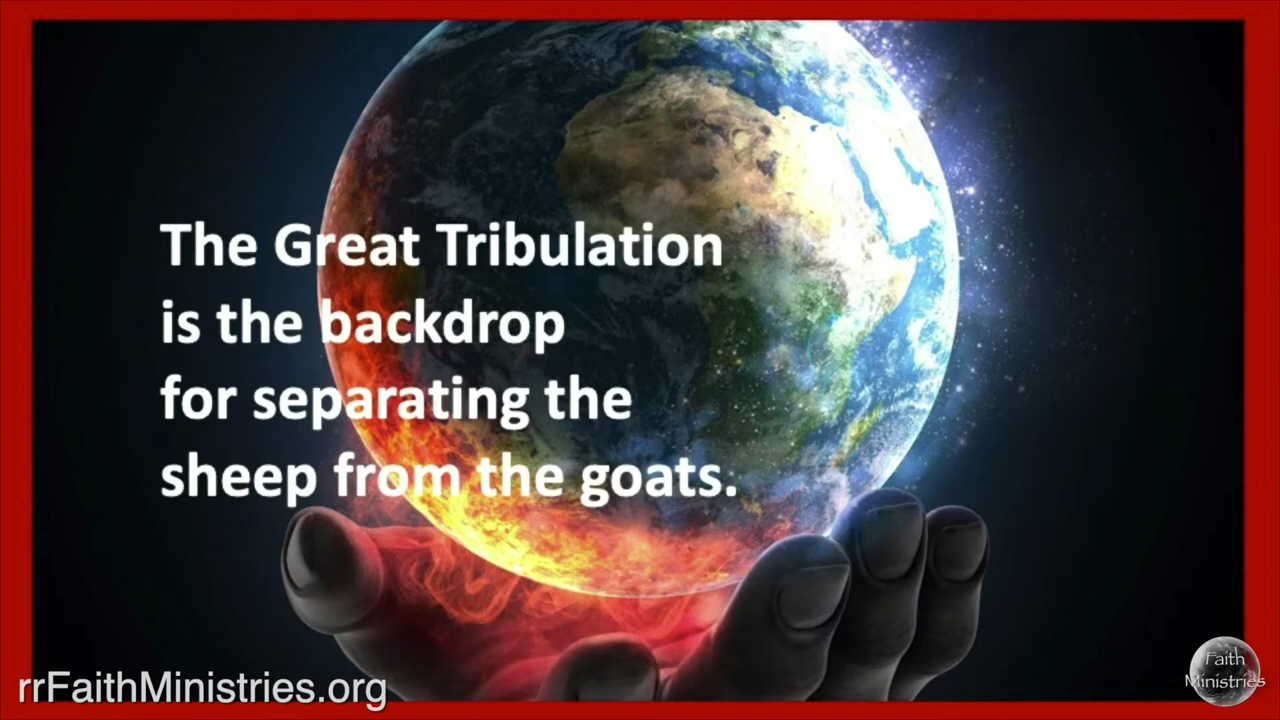 The Great Tribulation
is the backdrop
for separating the
sheep from the goats.
rrFaithMinistries.org
Faith
Ministries